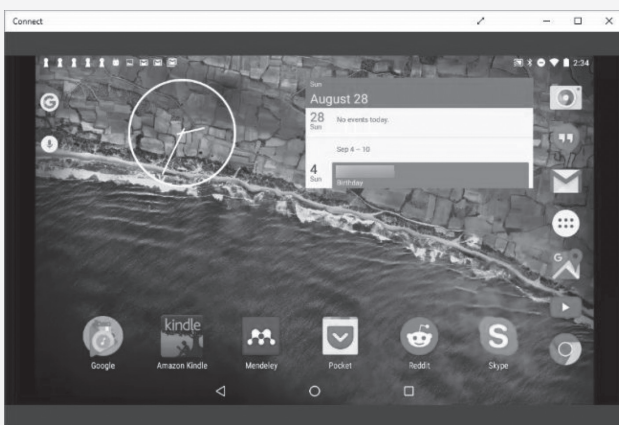 Connect
2:34
Sun
August 28
28
Sun
No events today.
Sep 4 – 10
4
Sun
Birthday
G
kindle
Google
Amazon Kindle
Mendeley
Pocket
Reddit
S
Skype